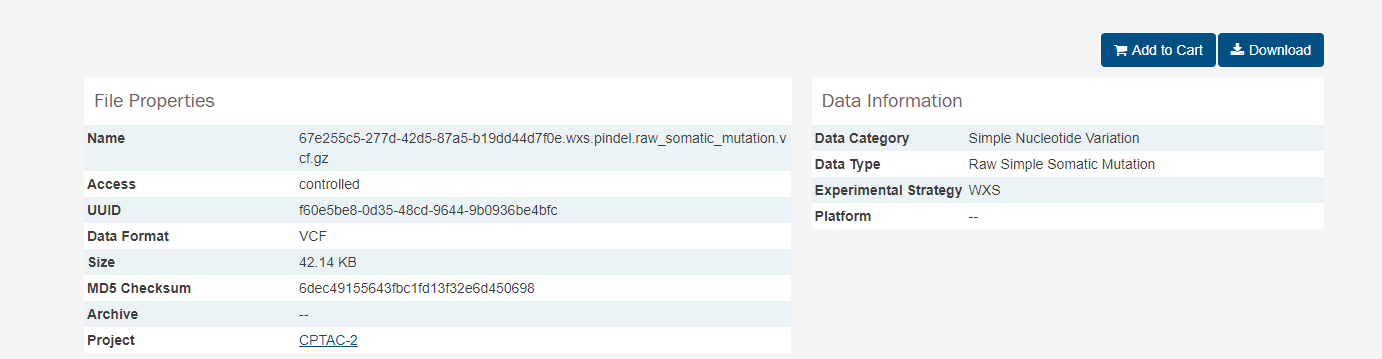 Add to Cart Download
File Properties
Name 67e255c5-277d-42d5-87a5-b19dd44d7f0e.wxs.pindel.raw_somatic_mutation.v
cf.gz
Access controlled
UUID f60e5be8-0d35-48cd-9644-9b0936be4bfc
Data Format VCF
Size 42.14 KB
MD5 Checksum 6dec49155643fbc1fd13f32e6d450698
Archive --
Project CPTAC-2
Data Information
Data Category Simple Nucleotide Variation
Data Type Raw Simple Somatic Mutation
Experimental Strategy WXS
Platform --